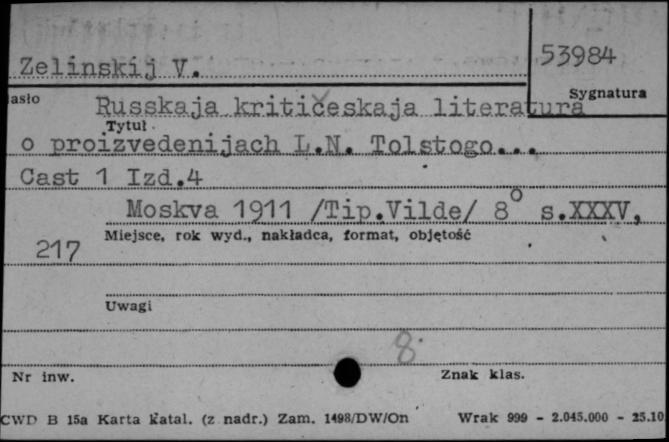 53984
Zelinskij V.
asło
Sygnatura
Russkaja kritičeskaja literatura
Tytuł
o proizvedenijach L.N. Tolstogo...
Cast 1 Izd.4
Moskva 1911 /Tip.Vilde/ 8° s.XXXV,
Miejsce, rok wyd., nakładca, format, objętość
217
Uwagi
8.
Nr inw.
Znak klas.
CWD B 15a Karta katal. (z nadr.) Zam. 1498/DW/On Wrak 999 - 2.045.000 - 25.10